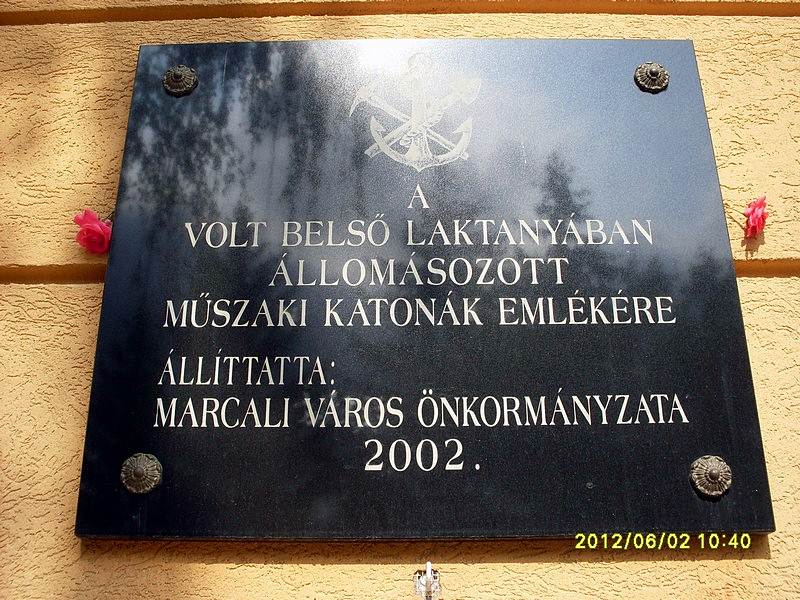 A
VOLT BELSŐ LAKTANYÁBAN
ÁLLOMÁSOZOTT
MŰSZAKI KATONÁK EMLÉKÉRE
ÁLLÍTTATTA:
MARCALI VÁROS ÖNKORMÁNYZATA
2002.
2012/06/02 10:40